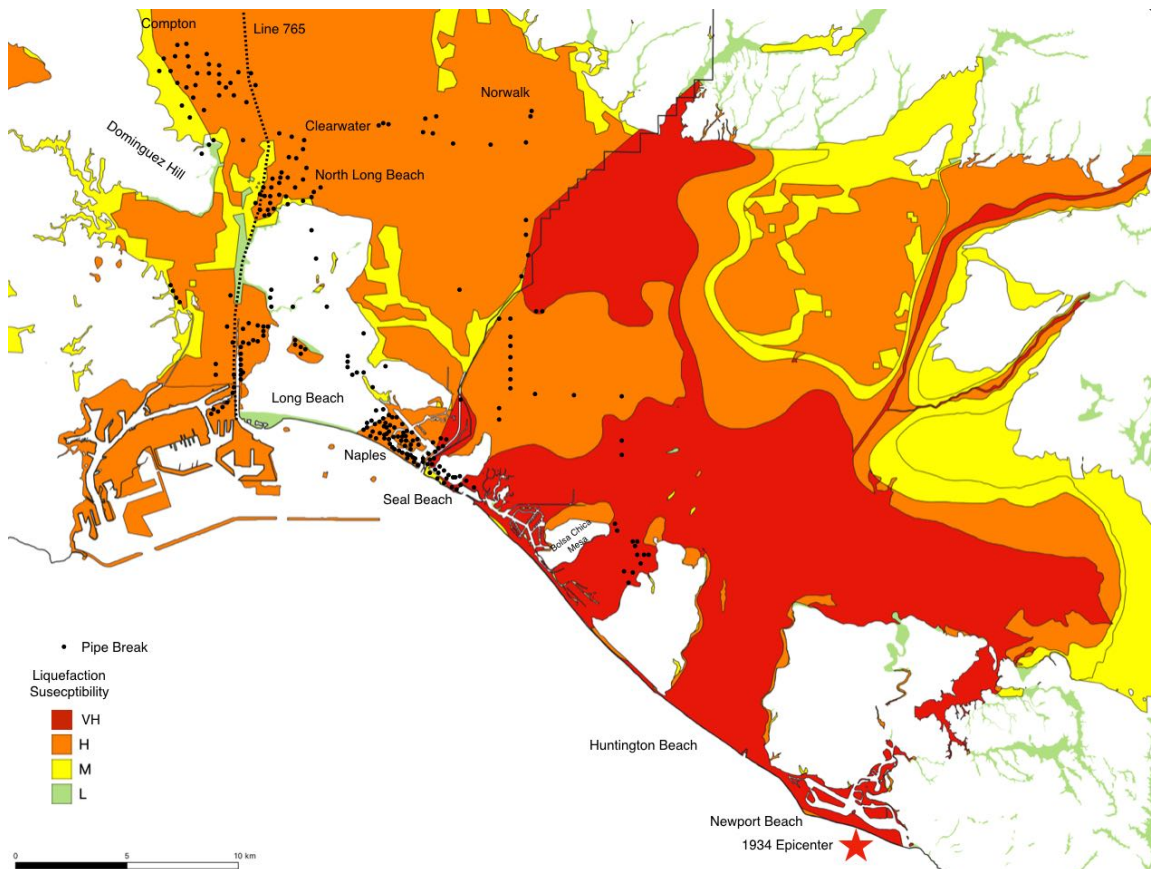 Compton
Line 765
Norwalk
Clearwater
Dominguez Hill
North Long Beach
Long Beach
Naples
Seal Beach
Bolsa Chica
Mesa
Pipe Break
Liquefaction
Susecptibility
VH
H
M
L
Huntington Beach
Newport Beach
1934 Epicenter
0
5
10 km